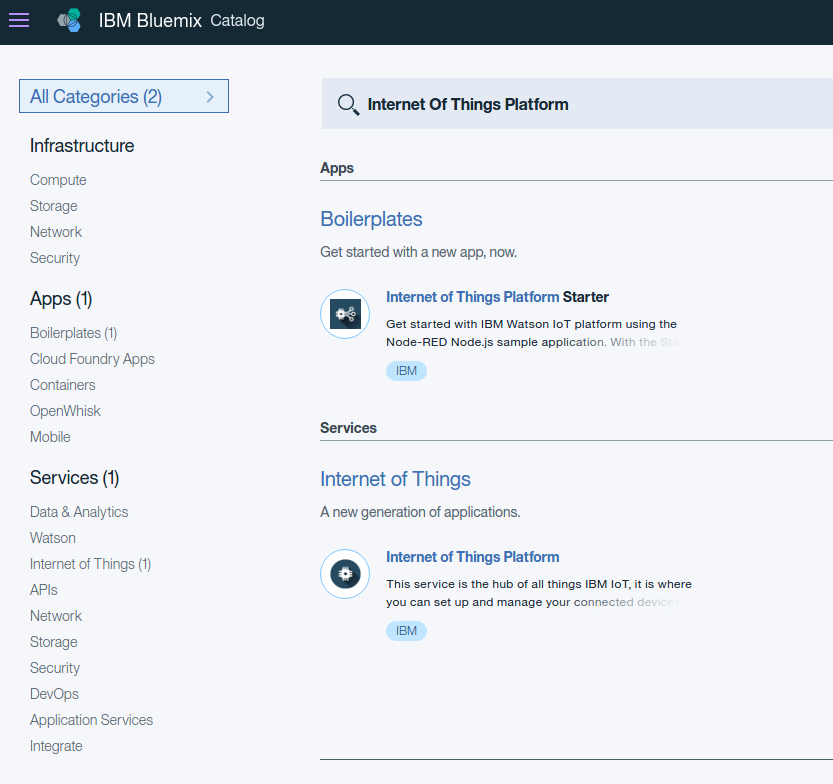 IBM Bluemix Catalog
All Categories (2)
Infrastructure
Compute
Storage
Network
Security
Apps (1)
Boilerplates (1)
Cloud Foundry Apps
Containers
OpenWhisk
Mobile
Services (1)
Data & Analytics
Watson
Internet of Things (1)
APIs
Network
Storage
Security
DevOps
Application Services
Integrate
Internet Of Things Platform
Apps
Boilerplates
Get started with a new app, now.
Internet of Things Platform Starter
Get started with IBM Watson IoT platform using the
Node-RED Node.js sample application. With the Sta
IBM
Services
Internet of Things
A new generation of applications.
Internet of Things Platform
This service is the hub of all things IBM IoT, it is where
you can set up and manage your connected devices
IBM